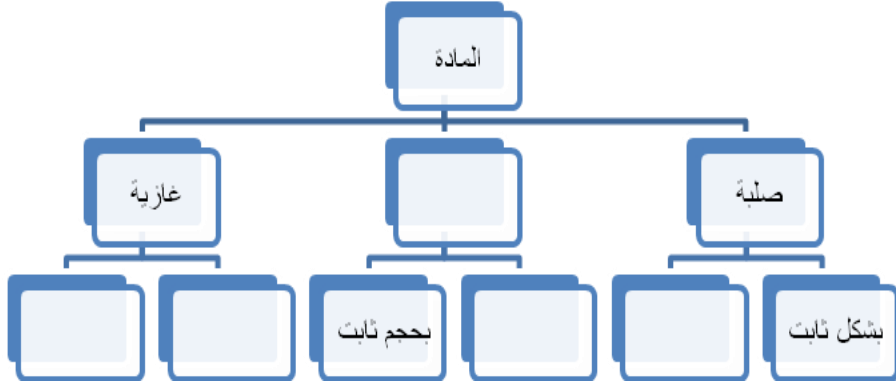 المادة
صلبة
غازية
بشكل ثابت
بحجم ثابت